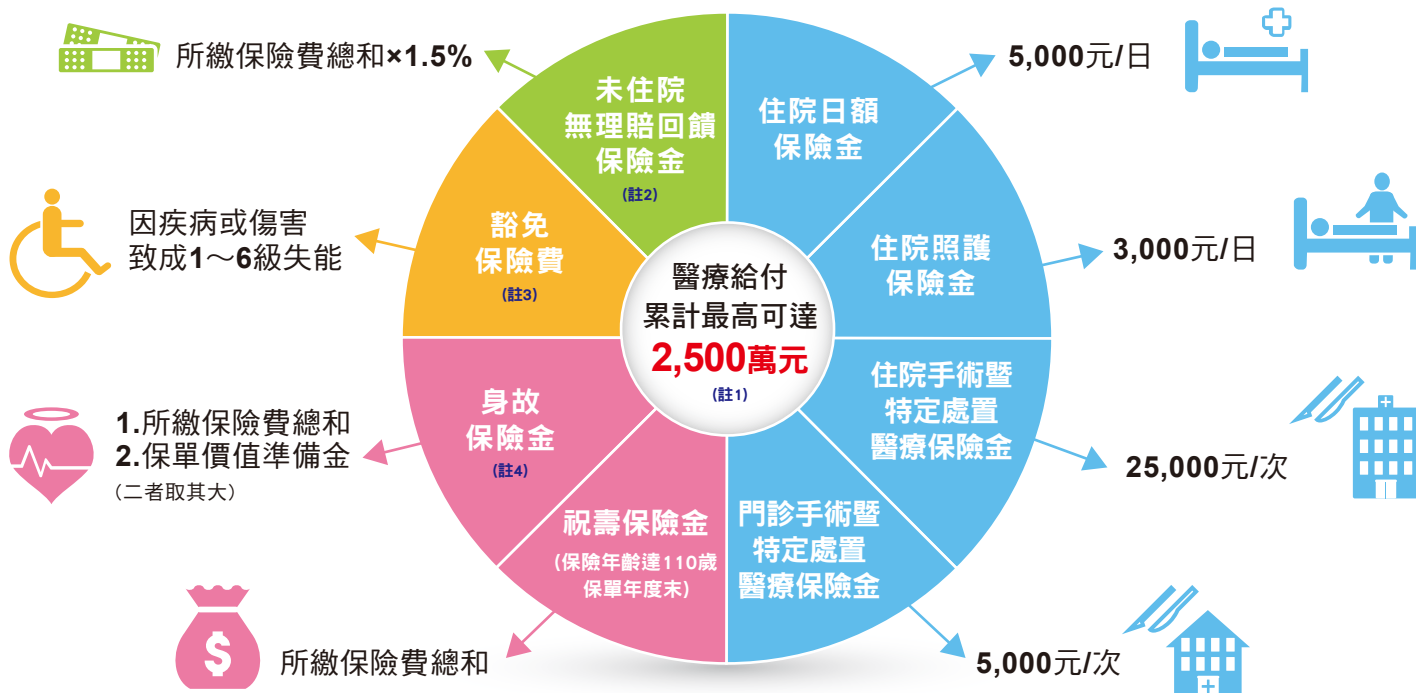 所繳保險費總和×1.5%
未住院
無理賠回饋
保險金
(註2)
住院日額
保險金
5,000元/日
因疾病或傷害
致成1～6級失能
豁免
保險費
(註3)
醫療給付
累計最高可達
2,500萬元
(註1)
住院照護
保險金
3,000元/日
1.所繳保險費總和
2.保單價值準備金
(二者取其大)
身故
保險金
(註4)
住院手術暨
特定處置
醫療保險金
25,000元/次
祝壽保險金
(保險年齡達110歲
保單年度末)
門診手術暨
特定處置
醫療保險金
$
所繳保險費總和
5,000元/次